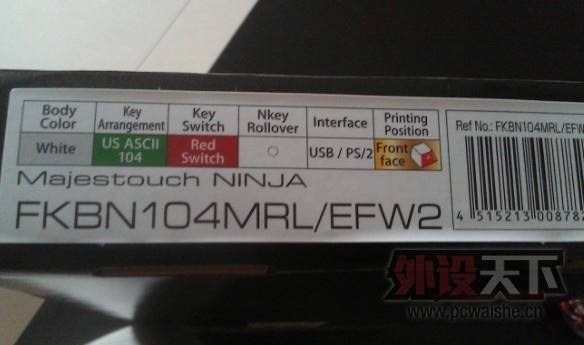 Body Color
Key Arrangement
Key Switch
Nkey Rollover
Interface
Printing Position
White
US ASCII 104
Red Switch
○
USB / PS/2
Front face
Majestouch NINJA
FKBN104MRL/EFW2
Ref No.: FKBN104MRL/EFW
4 515213 00878
外设天下
www.pcwaishe.cn